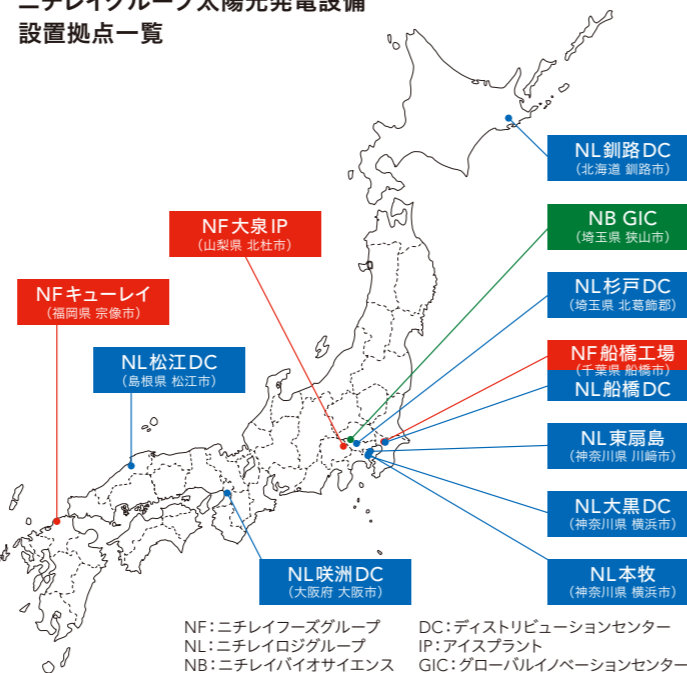 ニチレイグループ太陽光発電設備
設置拠点一覧
NL釧路DC
（北海道 釧路市）
NB GIC
（埼玉県 狭山市）
NF大泉IP
（山梨県 北杜市）
NL杉戸DC
（埼玉県 北葛飾郡）
NFキューレイ
（福岡県 宗像市）
NF船橋工場
（千葉県 船橋市）
NL船橋DC
NL松江DC
（島根県 松江市）
NL東扇島
（神奈川県 川﨑市）
NL大黒DC
（神奈川県 横浜市）
NL咲洲DC
（大阪府 大阪市）
NL本牧
（神奈川県 横浜市）
NF：ニチレイフーズグループ
NL：ニチレイロジグループ
NB：ニチレイバイオサイエンス
DC：ディストリビューションセンター
IP：アイスプラント
GIC：グローバルイノベーションセンター